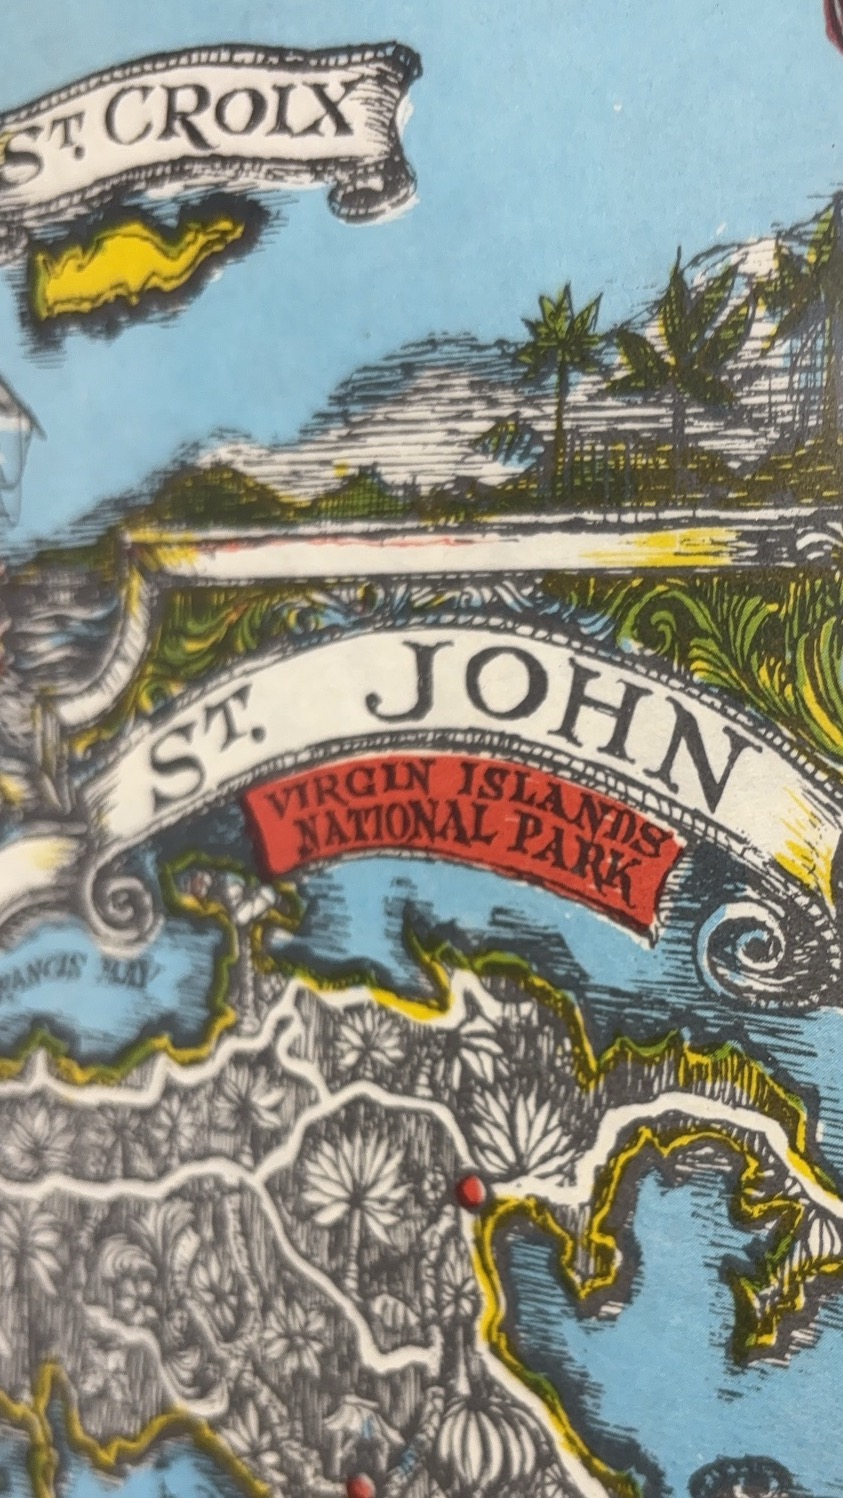 ST. CROIX
ST. JOHN
VIRGIN ISLANDS
NATIONAL PARK